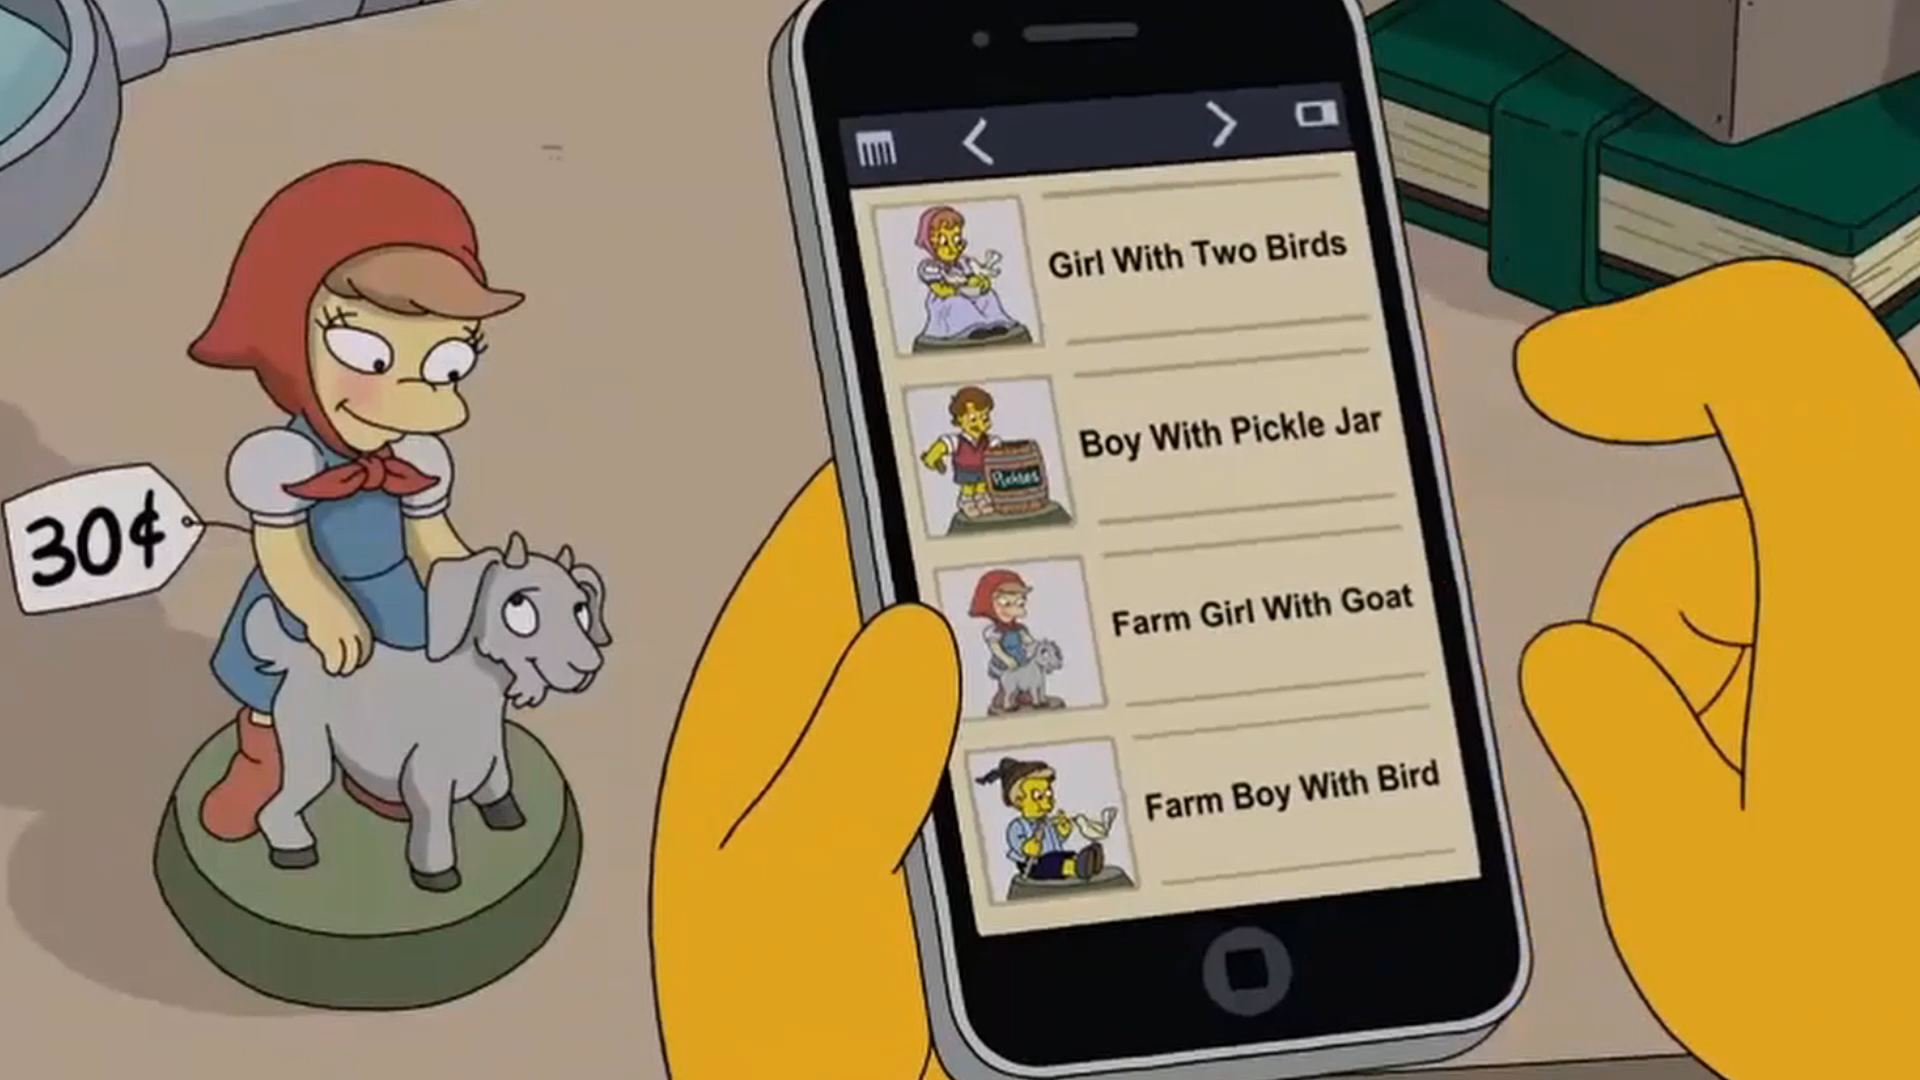 30¢
Girl With Two Birds
Boy With Pickle Jar
Pickles
Farm Girl With Goat
Farm Boy With Bird